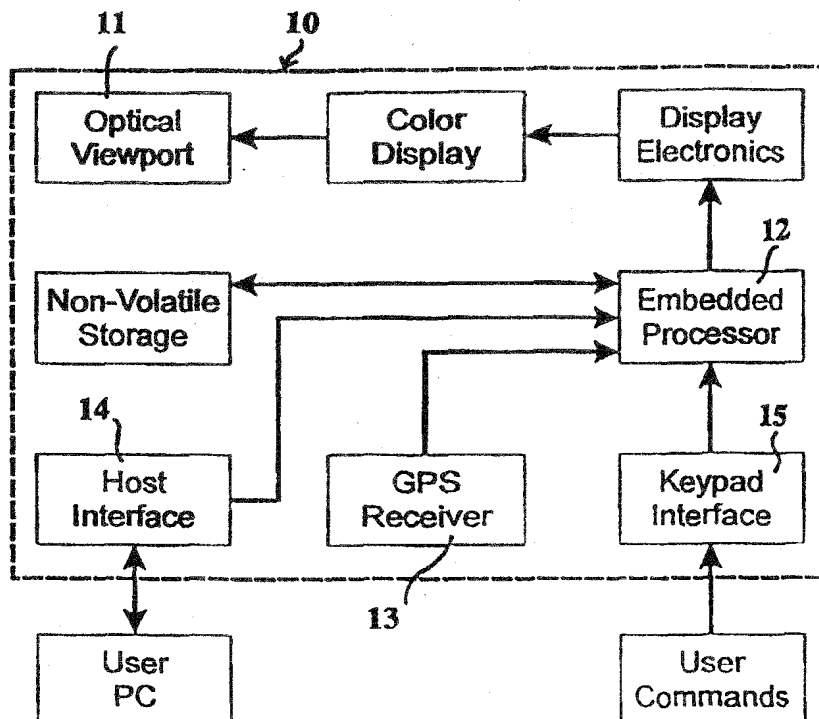 11
10
Optical
Viewport
Color
Display
Display
Electronics
12
Non-Volatile
Storage
Embedded
Processor
14
15
Host
Interface
GPS
Receiver
Keypad
Interface
13
User
PC
User
Commands